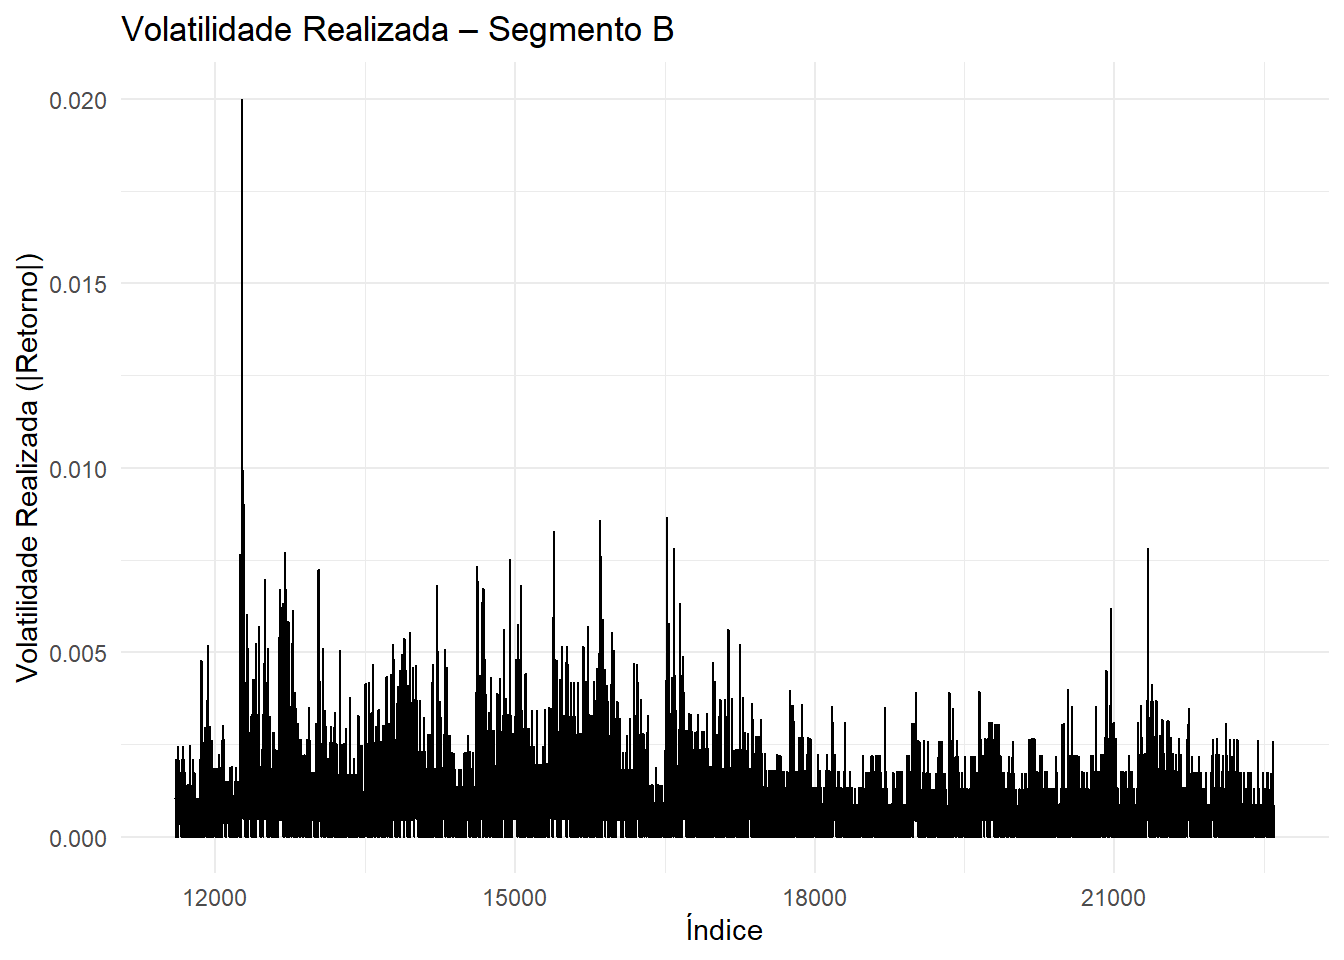 Volatilidade Realizada – Segmento B
0.020
0.015
0.010
0.005
0.000
Volatilidade Realizada (|Retorno|)
12000 15000 18000 21000
Índice